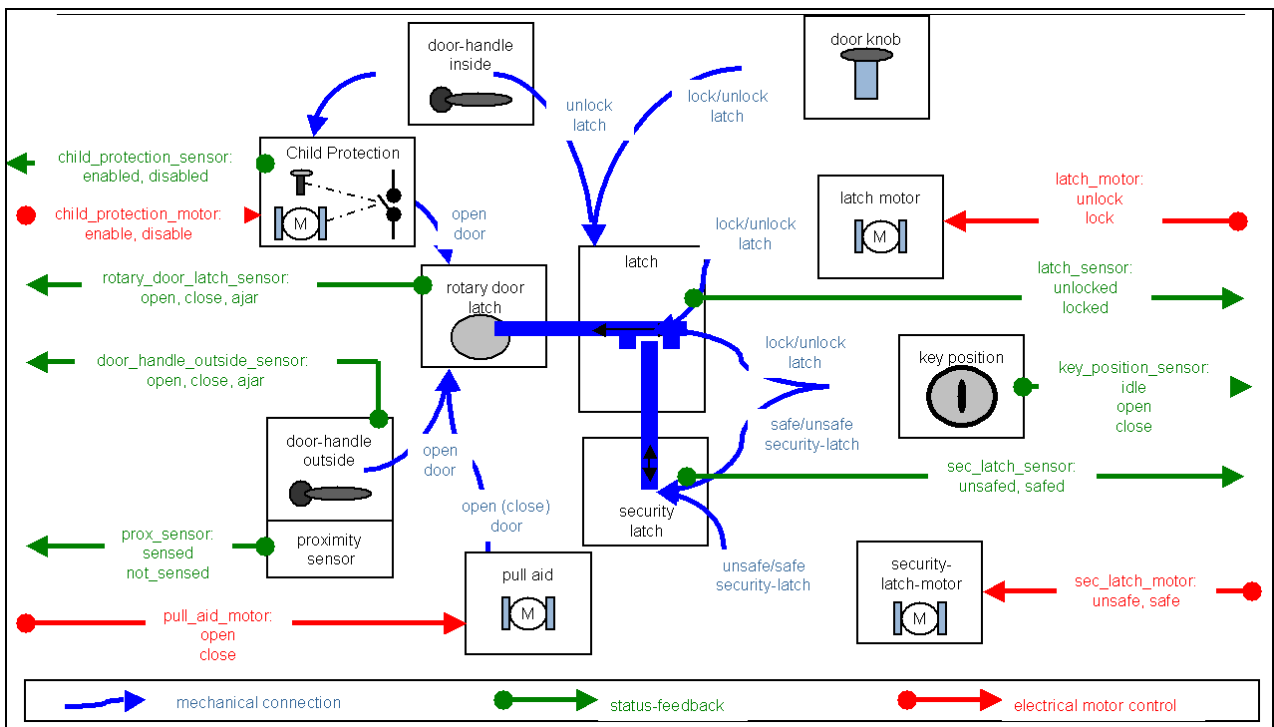 door-handle
inside
door knob
unlock
latch
lock/unlock
latch
child_protection_sensor:
enabled, disabled
Child Protection
M
child_protection_motor:
enable, disable
open
door
latch motor
M
latch_motor:
unlock
lock
lock/unlock
latch
latch
rotary_door_latch_sensor:
open, close, ajar
rotary door
latch
latch_sensor:
unlocked
locked
door_handle_outside_sensor:
open, close, ajar
lock/unlock
latch
key position
key_position_sensor:
idle
open
close
door-handle
outside
open
door
safe/unsafe
security-latch
sec_latch_sensor:
unsafed, safed
open (close)
door
security
latch
prox_sensor:
sensed
not_sensed
proximity
sensor
pull aid
M
unsafe/safe
security-latch
security-
latch-motor
M
sec_latch_motor:
unsafe, safe
pull_aid_motor:
open
close
mechanical connection
status-feedback
electrical motor control